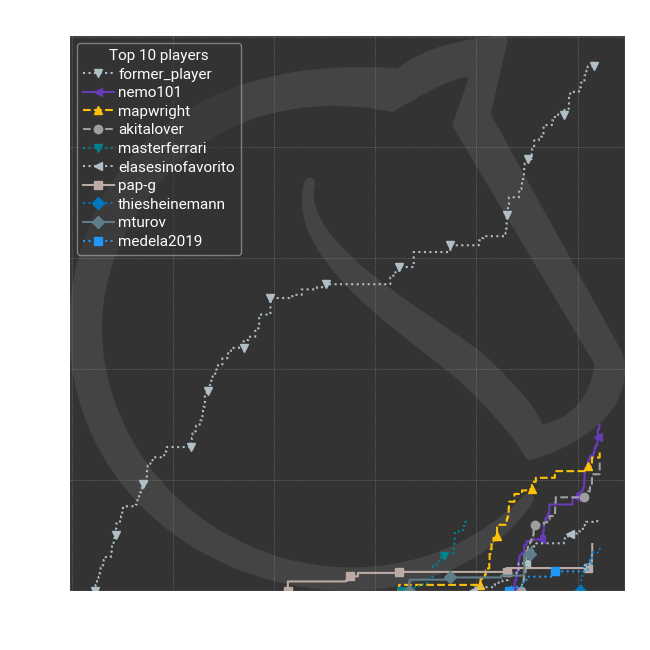 Top 10 players
former_player
nemo101
mapwright
akitalover
masterferrari
elasesinofavorito
pap-g
thiesheinemann
mturov
medela2019